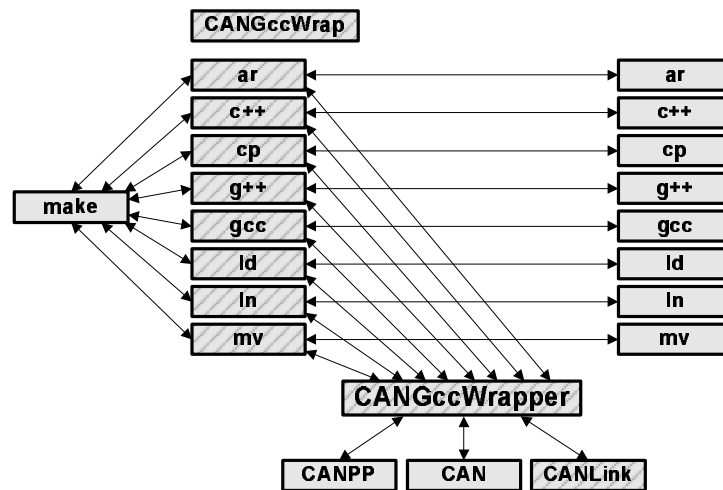 CANGccWrap
ar ar
c++ c++
cp cp
g++ g++
make
gcc gcc
ld ld
ln ln
mv mv
CANGccWrapper
CANPP CAN CANLink